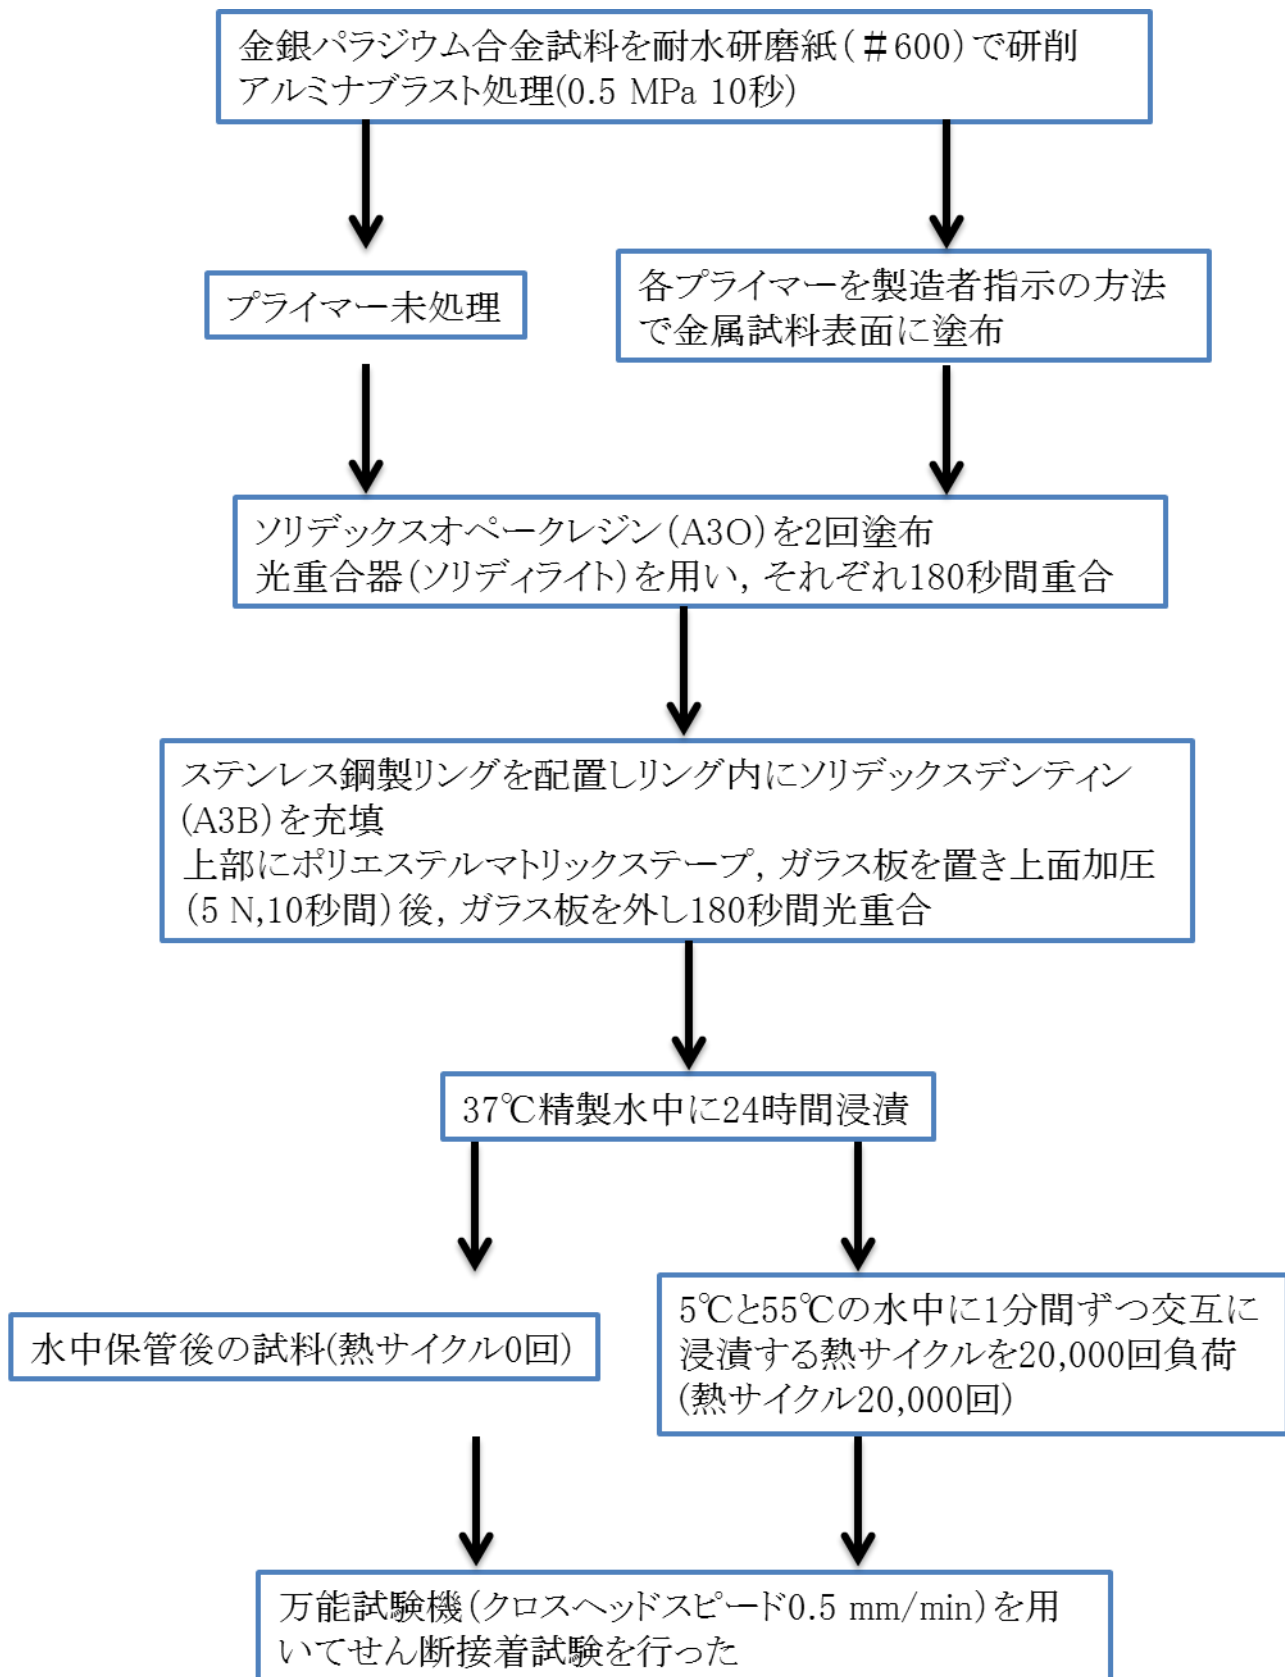 金銀パラジウム合金試料を耐水研磨紙(＃600)で研削
アルミナブラスト処理(0.5 MPa 10秒)
プライマー未処理
各プライマーを製造者指示の方法
で金属試料表面に塗布
ソリデックスオペークレジン(A3O)を2回塗布
光重合器(ソリディライト)を用い, それぞれ180秒間重合
ステンレス鋼製リングを配置しリング内にソリデックスデンティン
(A3B)を充填
上部にポリエステルマトリックステープ, ガラス板を置き上面加圧
(5 N,10秒間)後, ガラス板を外し180秒間光重合
37℃精製水中に24時間浸漬
水中保管後の試料(熱サイクル0回)
5℃と55℃の水中に1分間ずつ交互に
浸漬する熱サイクルを20,000回負荷
(熱サイクル20,000回)
万能試験機(クロスヘッドスピード0.5 mm/min)を用
いてせん断接着試験を行った